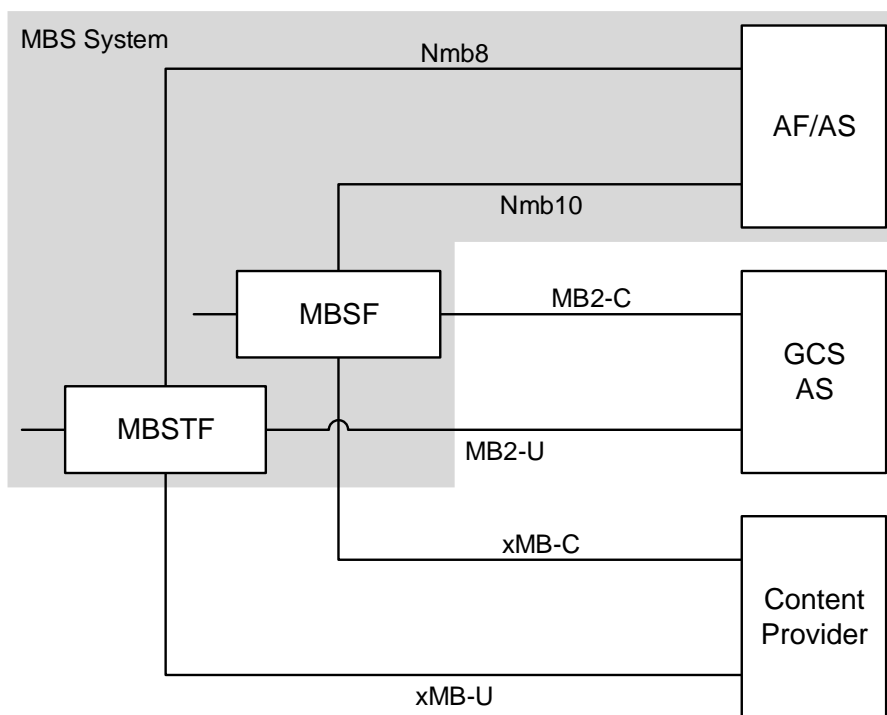 MBS System
Nmb8
AF/AS
Nmb10
MBSF
MB2-C
GCS
AS
MBSTF
MB2-U
xMB-C
Content
Provider
xMB-U